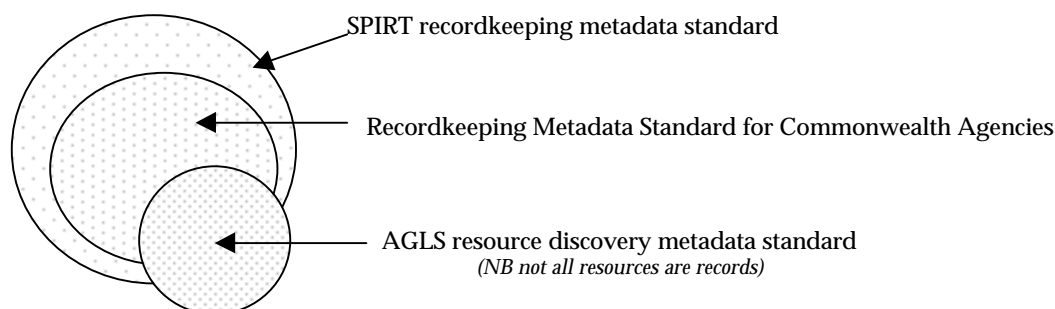 SPIRT recordkeeping metadata standard
Recordkeeping Metadata Standard for Commonwealth Agencies
AGLS resource discovery metadata standard
(NB not all resources are records)